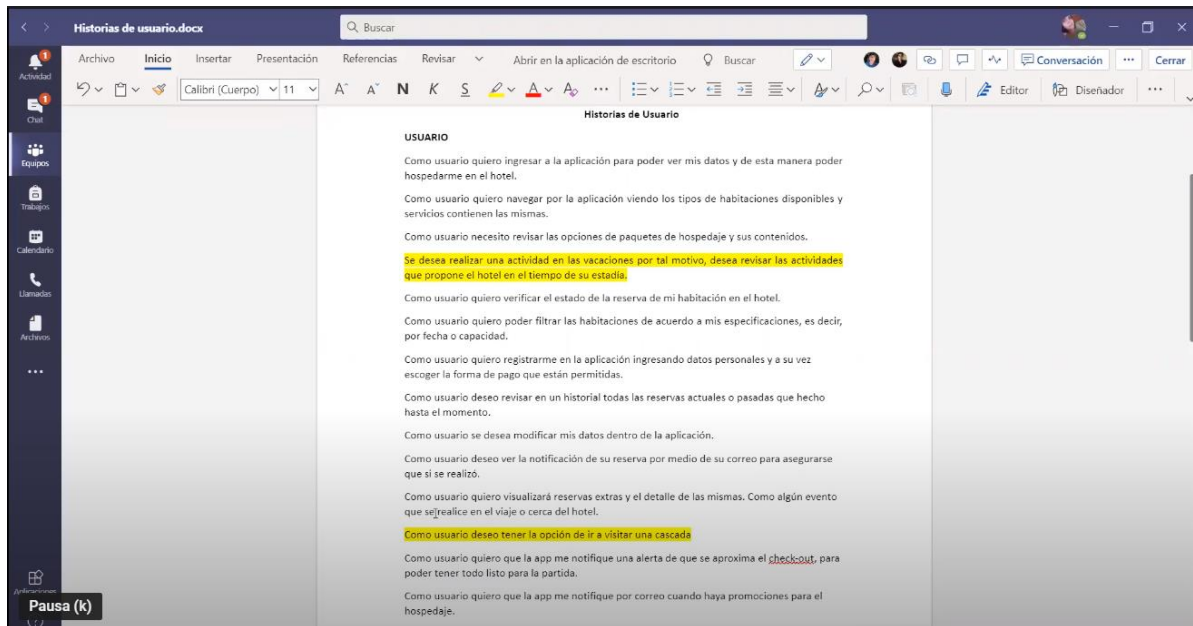 Historias de usuario.docx
Buscar
Actividad
Chat
Equipos
Trabajos
Calendario
Llamadas
Archivos
Aplicaciones
Pausa (k)
Archivo Inicio Insertar Presentación Referencias Revisar Abrir en la aplicación de escritorio Buscar Conversación Cerrar
Calibri (Cuerpo) 11 N K S Editor Diseñador
Historias de Usuario
USUARIO
Como usuario quiero ingresar a la aplicación para poder ver mis datos y de esta manera poder
hospedarme en el hotel.
Como usuario quiero navegar por la aplicación viendo los tipos de habitaciones disponibles y
servicios contienen las mismas.
Como usuario necesito revisar las opciones de paquetes de hospedaje y sus contenidos.
Se desea realizar una actividad en las vacaciones por tal motivo, desea revisar las actividades
que propone el hotel en el tiempo de su estadía.
Como usuario quiero verificar el estado de la reserva de mi habitación en el hotel.
Como usuario quiero poder filtrar las habitaciones de acuerdo a mis especificaciones, es decir,
por fecha o capacidad.
Como usuario quiero registrarme en la aplicación ingresando datos personales y a su vez
escoger la forma de pago que están permitidas.
Como usuario deseo revisar en un historial todas las reservas actuales o pasadas que hecho
hasta el momento.
Como usuario se desea modificar mis datos dentro de la aplicación.
Como usuario deseo ver la notificación de su reserva por medio de su correo para asegurarse
que si se realizó.
Como usuario quiero visualizará reservas extras y el detalle de las mismas. Como algún evento
que se realice en el viaje o cerca del hotel.
Como usuario deseo tener la opción de ir a visitar una cascada
Como usuario quiero que la app me notifique una alerta de que se aproxima el check-out, para
poder tener todo listo para la partida.
Como usuario quiero que la app me notifique por correo cuando haya promociones para el
hospedaje.